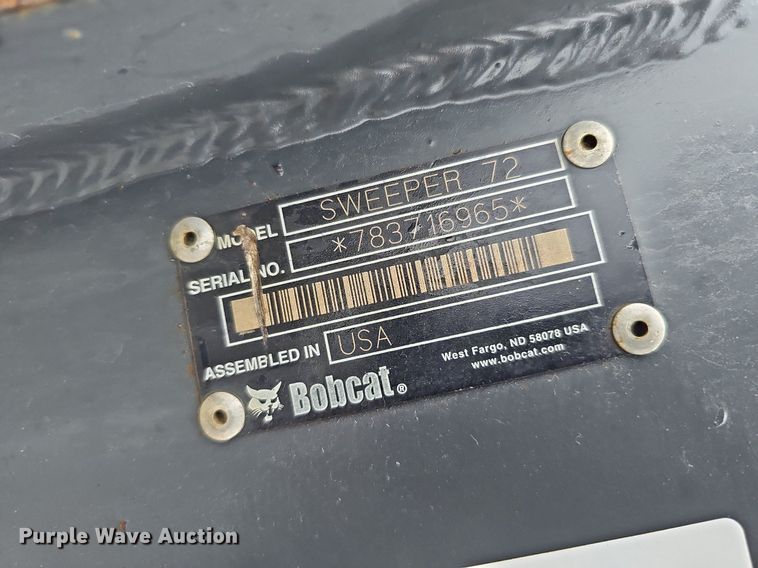 MODEL SWEEPER 72
SERIAL NO. *783716965*
ASSEMBLED IN USA
Bobcat®
West Fargo, ND 58078 USA
www.bobcat.com
Purple Wave Auction